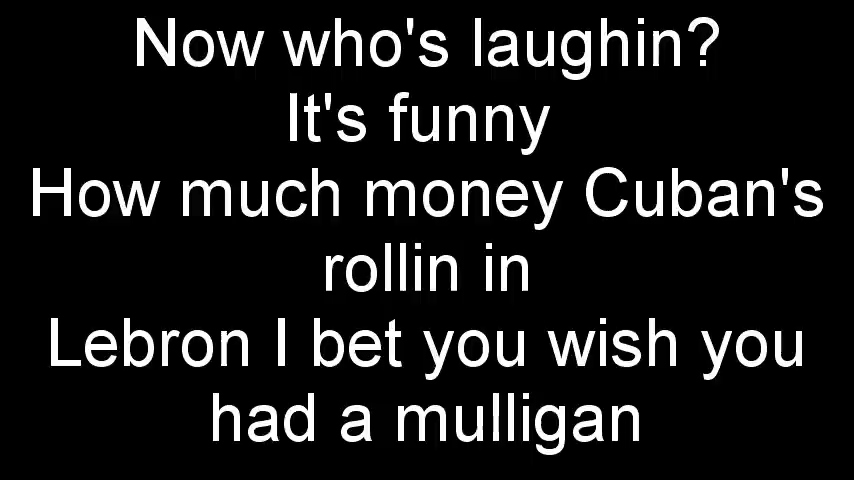 Now who's laughin?
It's funny
How much money Cuban's
rollin in
Lebron I bet you wish you
had a mulligan